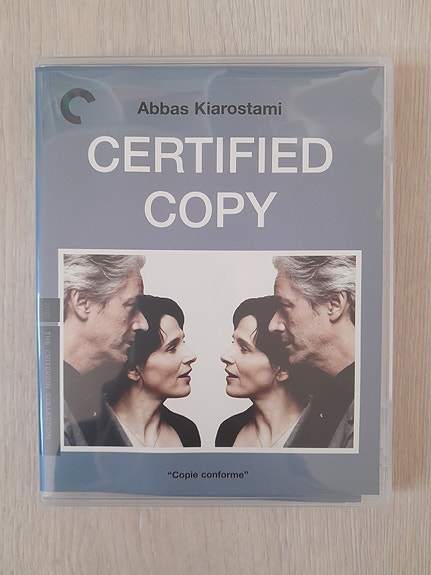 Abbas Kiarostami
CERTIFIED
COPY
THE CRITERION COLLECTION
"Copie conforme"